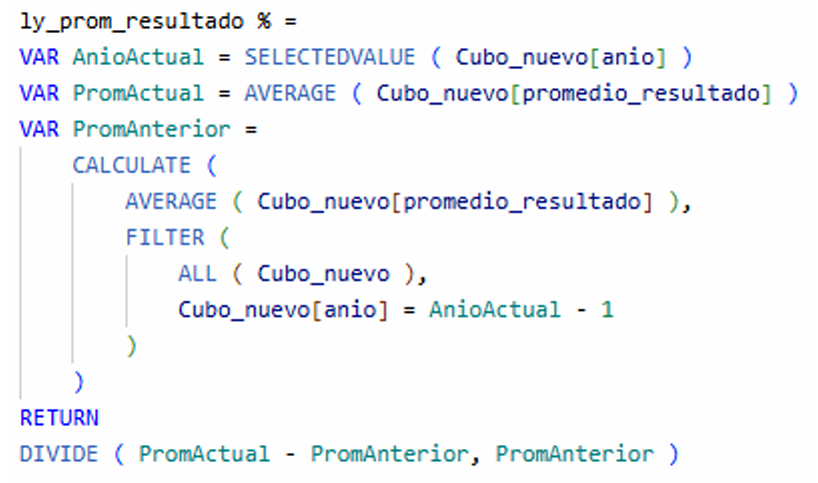 ly_prom_resultado % =
VAR AnioActual = SELECTEDVALUE ( Cubo_nuevo[anio] )
VAR PromActual = AVERAGE ( Cubo_nuevo[promedio_resultado] )
VAR PromAnterior =
CALCULATE (
AVERAGE ( Cubo_nuevo[promedio_resultado] ),
FILTER (
ALL ( Cubo_nuevo ),
Cubo_nuevo[anio] = AnioActual - 1
)
)
RETURN
DIVIDE ( PromActual - PromAnterior, PromAnterior )